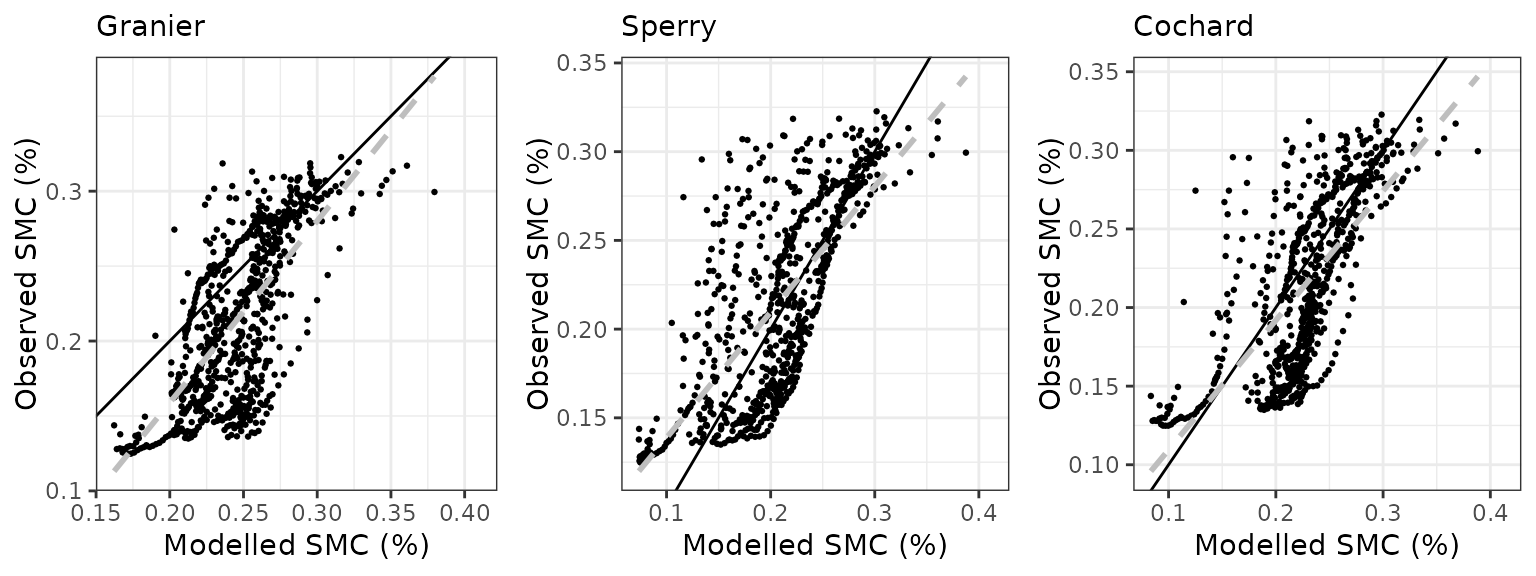 Granier
Observed SMC (%)
0.3
0.2
0.1
0.15 0.20 0.25 0.30 0.35 0.40
Modelled SMC (%)
Sperry
Observed SMC (%)
0.35
0.30
0.25
0.20
0.15
0.1 0.2 0.3 0.4
Modelled SMC (%)
Cochard
Observed SMC (%)
0.35
0.30
0.25
0.20
0.15
0.10
0.1 0.2 0.3 0.4
Modelled SMC (%)